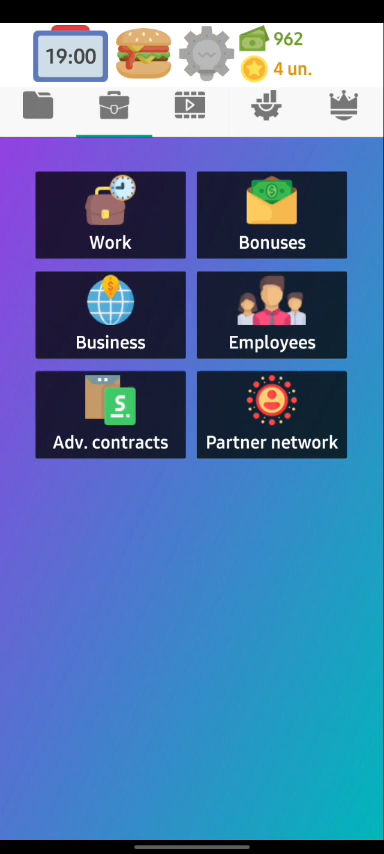 19:00
962
4 un.
Work
Bonuses
Business
Employees
Adv. contracts
Partner network